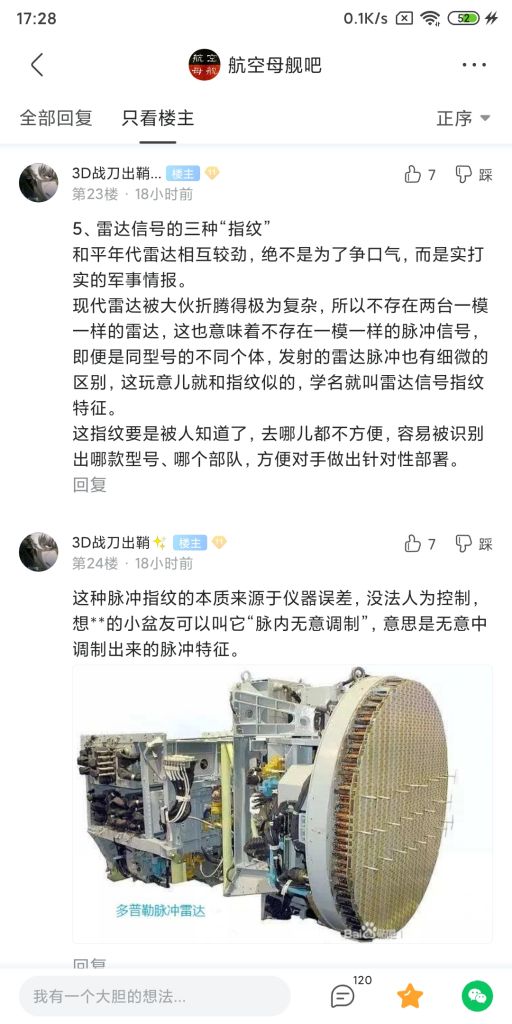 17:28
0.1K/s
52
航空母舰
航空母舰吧
全部回复
只看楼主
正序
3D战刀出鞘...
楼主
11
7
踩
第23楼 · 18小时前
5、雷达信号的三种“指纹”
和平年代雷达相互较劲，绝不是为了争口气，而是实打
实的军事情报。
现代雷达被大伙折腾得极为复杂，所以不存在两台一模
一样的雷达，这也意味着不存在一模一样的脉冲信号，
即便是同型号的不同个体，发射的雷达脉冲也有细微的
区别，这玩意儿就和指纹似的，学名就叫雷达信号指纹
特征。
这指纹要是被人知道了，去哪儿都不方便，容易被识别
出哪款型号、哪个部队，方便对手做出针对性部署。
回复
3D战刀出鞘✨
楼主
11
7
踩
第24楼 · 18小时前
这种脉冲指纹的本质来源于仪器误差，没法人为控制，
想**的小盆友可以叫它“脉内无意调制”，意思是无意中
调制出来的脉冲特征。
多普勒脉冲雷达
回复
我有一个大胆的想法...
120